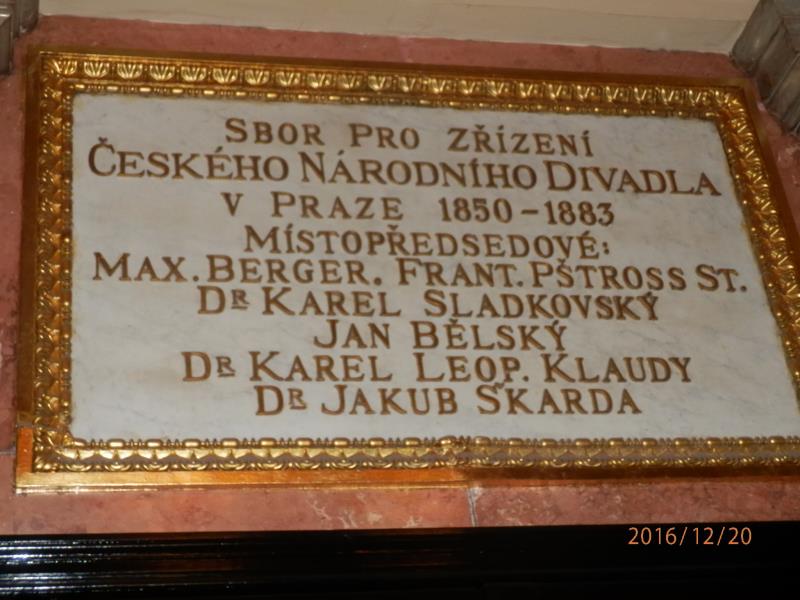 SBOR PRO ZŘÍZENÍ
ČESKÉHO NÁRODNÍHO DIVADLA
V PRAZE 1850-1883
MÍSTOPŘEDSEDOVÉ:
MAX. BERGER. FRANT. PŠTROSS ST.
DR KAREL SLADKOVSKÝ
JAN BĚLSKÝ
DR KAREL LEOP. KLAUDY
DR JAKUB ŠKARDA
2016/12/20